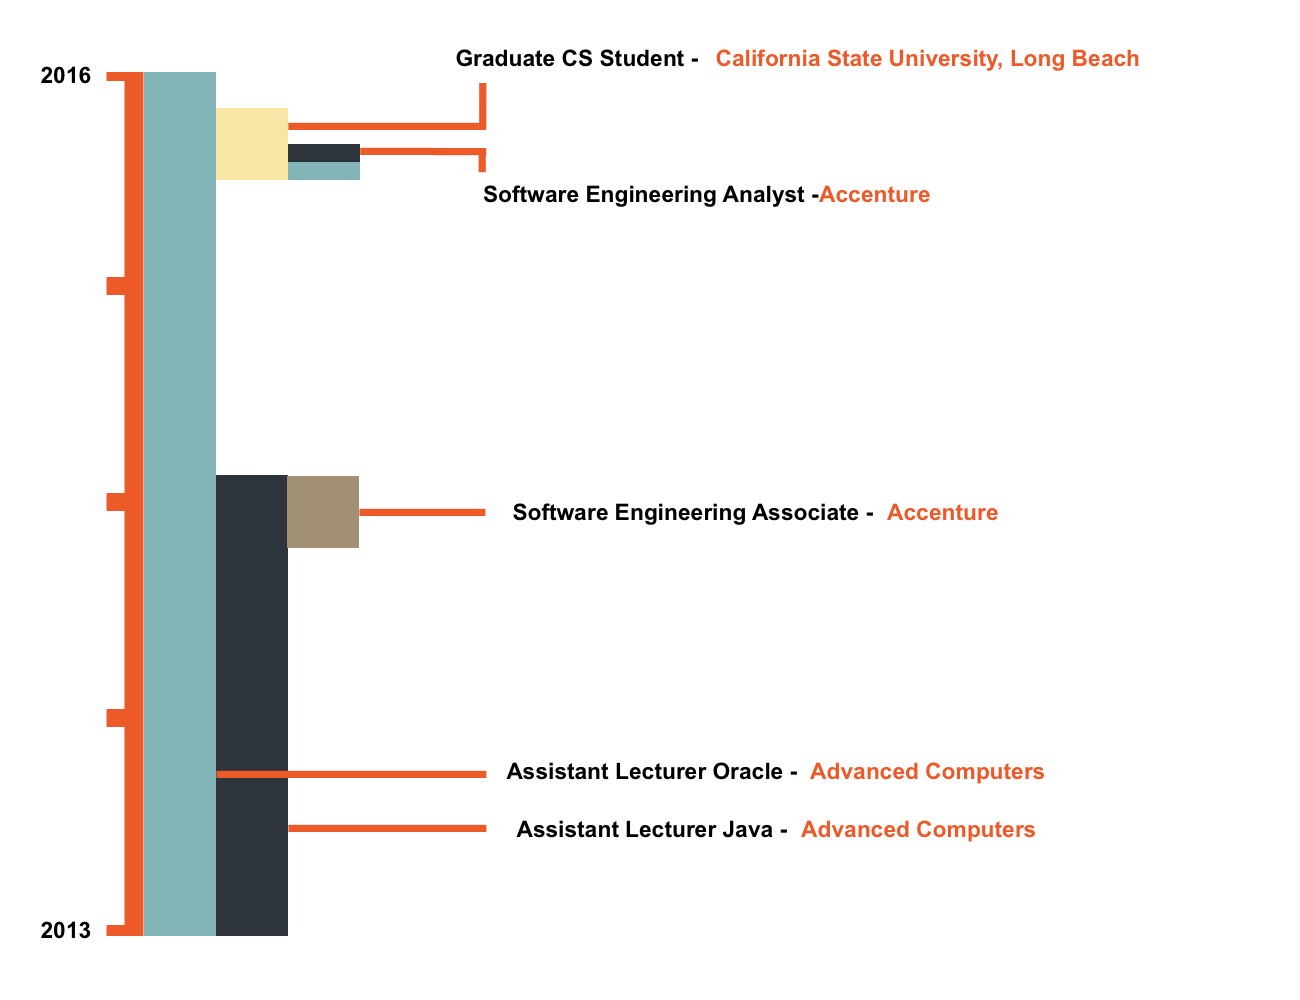 Graduate CS Student - California State University, Long Beach
2016
Software Engineering Analyst -Accenture
Software Engineering Associate - Accenture
Assistant Lecturer Oracle - Advanced Computers
Assistant Lecturer Java - Advanced Computers
2013